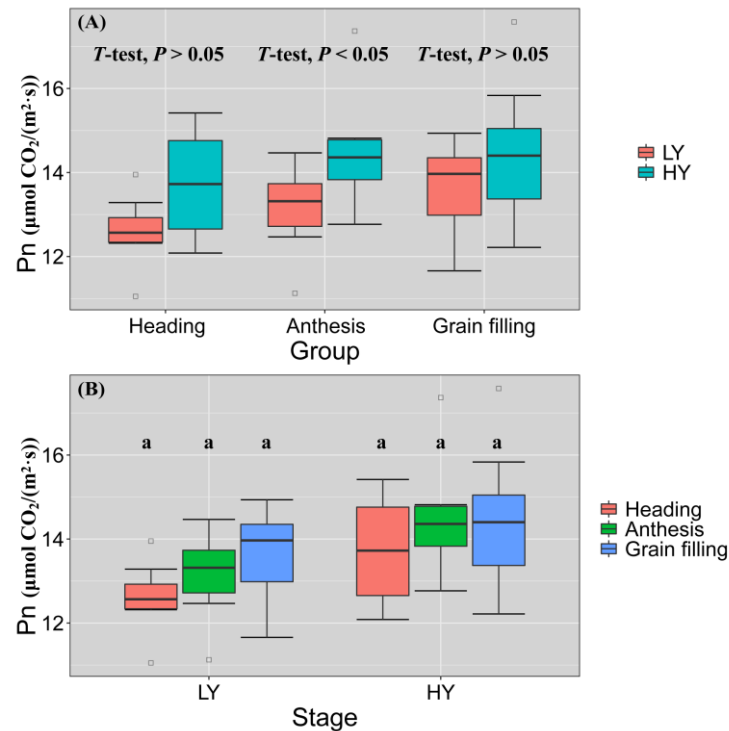 (A)
T-test, P > 0.05 T-test, P < 0.05 T-test, P > 0.05
16
14
12
Pn (μmol CO₂/(m²·s))
Heading Anthesis Grain filling
Group
LY
HY
(B)
a a a a a a
16
14
12
Pn (μmol CO₂/(m²·s))
LY HY
Stage
Heading
Anthesis
Grain filling